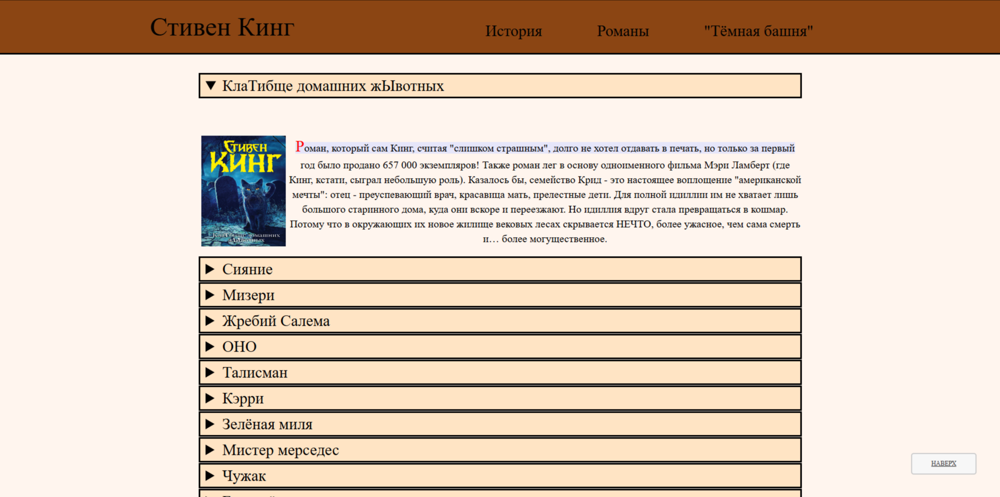 Стивен Кинг
История
Романы
"Тёмная башня"
КлаТибще домашних жЫвотных
СТИВЕН
КИНГ
КлаТбище домашних
жЫвотных
Роман, который сам Кинг, считая "слишком страшным", долго не хотел отдавать в печать, но только за первый
год было продано 657 000 экземпляров! Также роман лег в основу одноименного фильма Мэри Ламберт (где
Кинг, кстати, сыграл небольшую роль). Казалось бы, семейство Крид - это настоящее воплощение "американской
мечты": отец - преуспевающий врач, красавица мать, прелестные дети. Для полной идиллии им не хватает лишь
большого старинного дома, куда они вскоре и переезжают. Но идиллия вдруг стала превращаться в кошмар.
Потому что в окружающих их новое жилище вековых лесах скрывается НЕЧТО, более ужасное, чем сама смерть
и… более могущественное.
Сияние
Мизери
Жребий Салема
ОНО
Талисман
Кэрри
Зелёная миля
Мистер мерседес
Чужак
НАВЕРХ